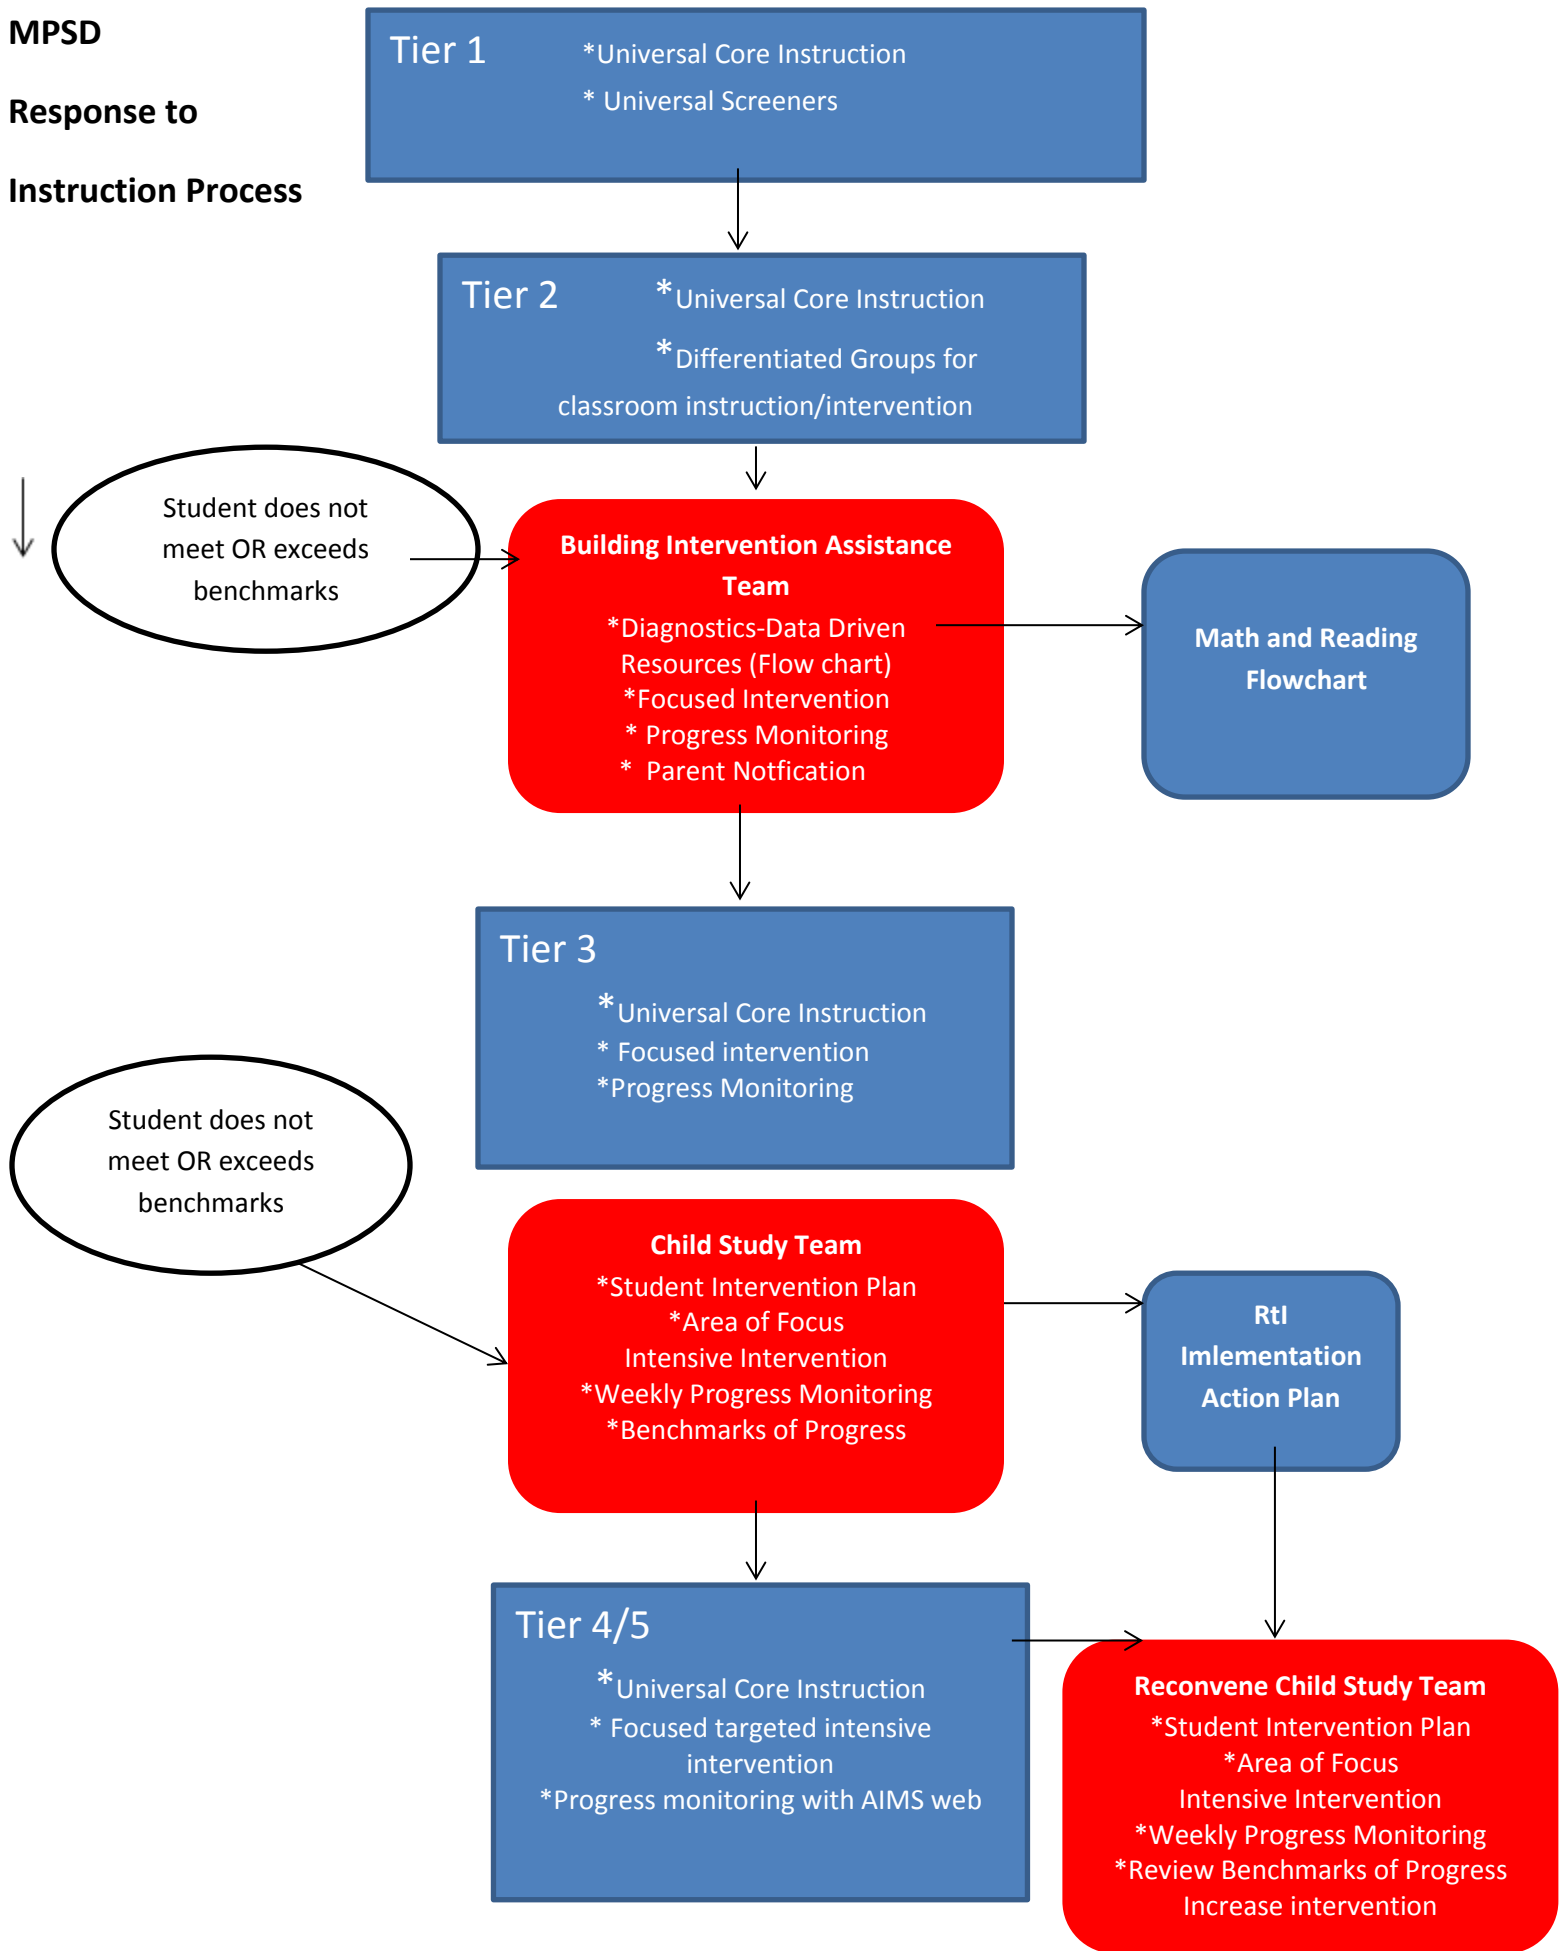 MPSD
Response to
Instruction Process
Tier 1
*Universal Core Instruction
* Universal Screeners
Tier 2
*Universal Core Instruction
*Differentiated Groups for
classroom instruction/intervention
Student does not
meet OR exceeds
benchmarks
Building Intervention Assistance
Team
*Diagnostics-Data Driven
Resources (Flow chart)
*Focused Intervention
* Progress Monitoring
* Parent Notfication
Math and Reading
Flowchart
Tier 3
*Universal Core Instruction
* Focused intervention
*Progress Monitoring
Student does not
meet OR exceeds
benchmarks
Child Study Team
*Student Intervention Plan
*Area of Focus
Intensive Intervention
*Weekly Progress Monitoring
*Benchmarks of Progress
RtI
Imlementation
Action Plan
Tier 4/5
*Universal Core Instruction
* Focused targeted intensive
intervention
*Progress monitoring with AIMS web
Reconvene Child Study Team
*Student Intervention Plan
*Area of Focus
Intensive Intervention
*Weekly Progress Monitoring
*Review Benchmarks of Progress
Increase intervention